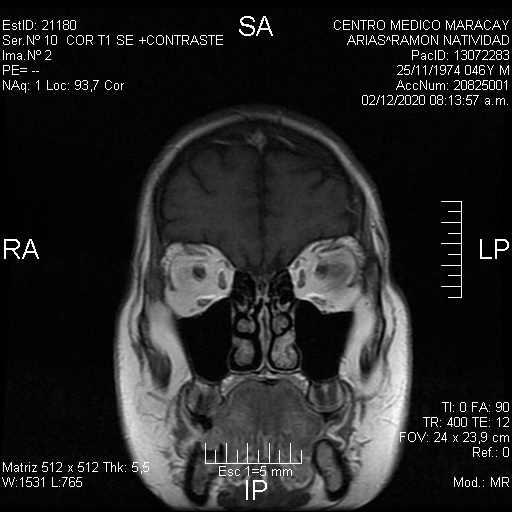 EstID: 21180
Ser.Nº 10 COR T1 SE +CONTRASTE
Ima.Nº 2
PE= --
NAq: 1 Loc: 93,7 Cor
SA
CENTRO MEDICO MARACAY
ARIAS^RAMON NATIVIDAD
PacID: 13072283
25/11/1974 046Y M
AccNum: 20825001
02/12/2020 08:13:57 a.m.
RA
LP
TI: 0 FA: 90
TR: 400 TE: 12
FOV: 24 x 23,9 cm
Ref.: 0
Matriz 512 x 512 Thk: 5,5
W:1531 L:765
Esc 1=5 mm
IP
Mod.: MR